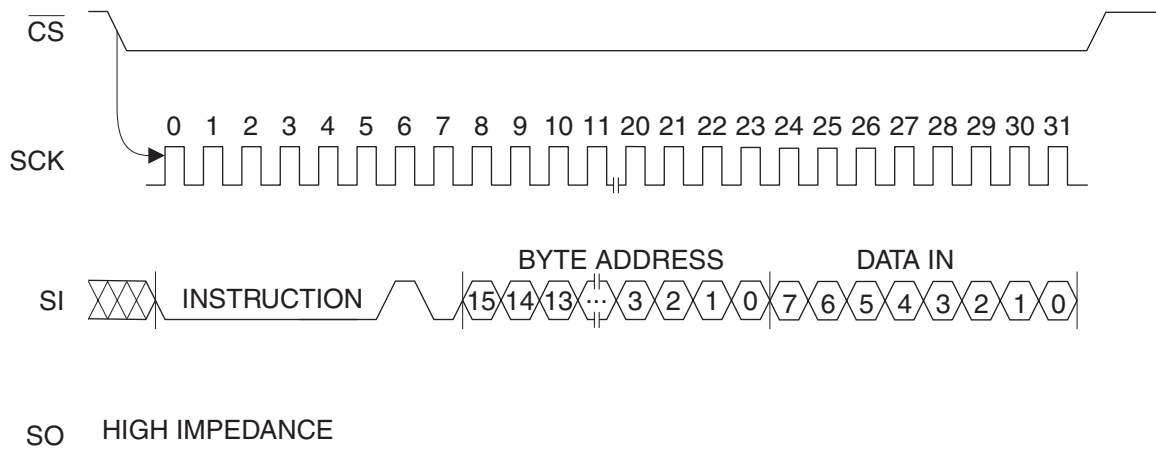 CS
0 1 2 3 4 5 6 7 8 9 10 11 20 21 22 23 24 25 26 27 28 29 30 31
SCK
BYTE ADDRESS DATA IN
SI INSTRUCTION 15 14 13 ... 3 2 1 0 7 6 5 4 3 2 1 0
SO HIGH IMPEDANCE